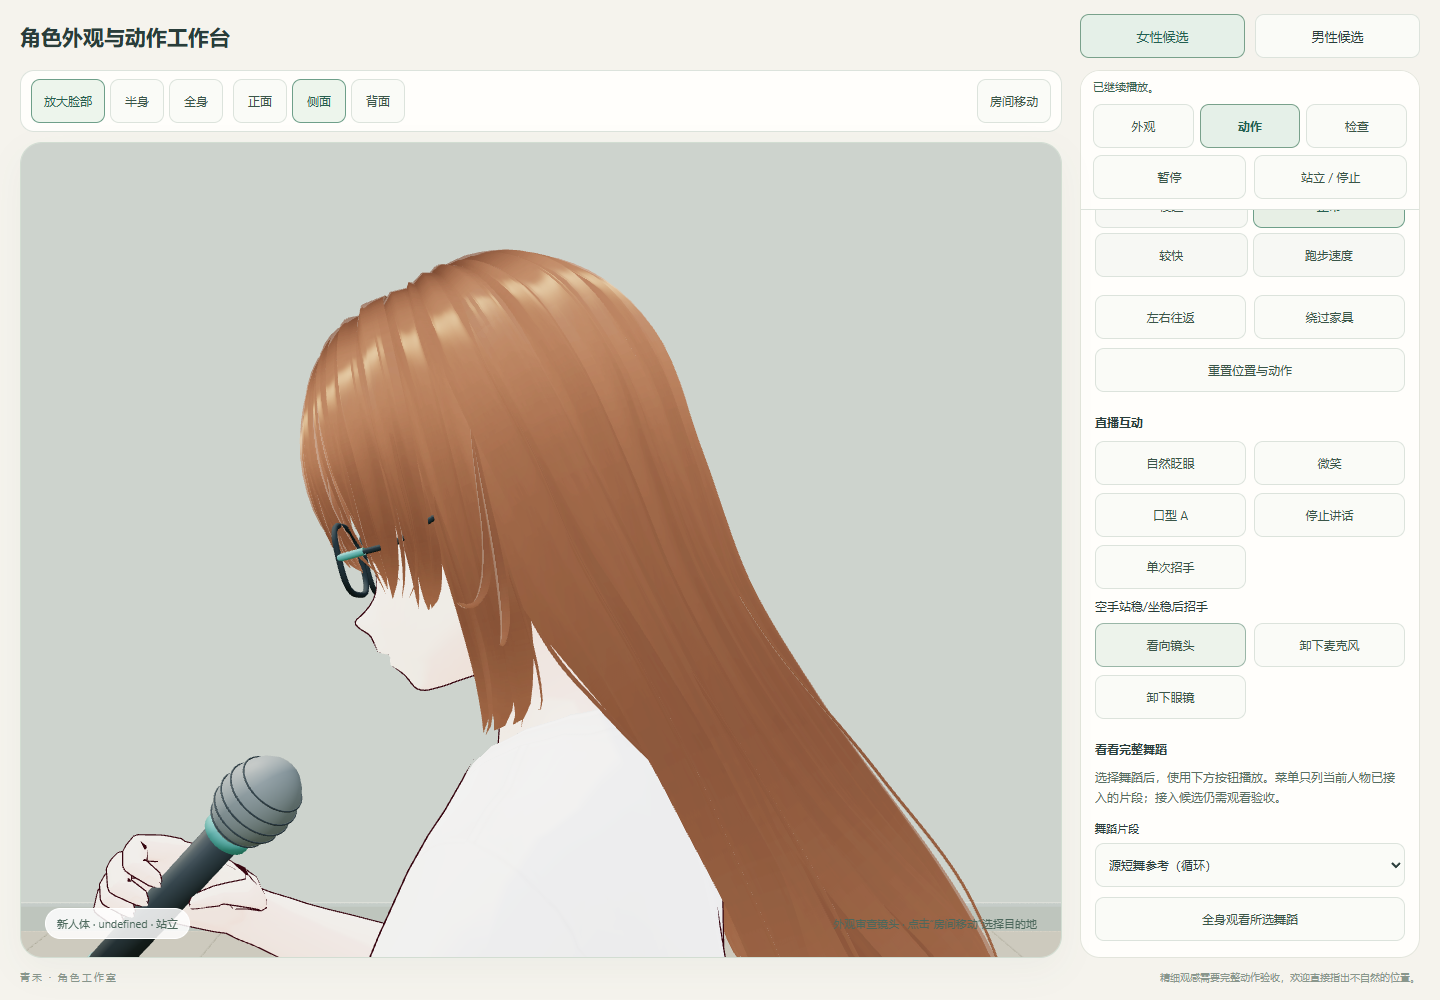 角色外观与动作工作台
女性候选
男性候选
放大脸部
半身
全身
正面
侧面
背面
房间移动
已继续播放。
外观
动作
检查
暂停
站立 / 停止
较快
跑步速度
左右往返
绕过家具
重置位置与动作
直播互动
自然眨眼
微笑
口型 A
停止讲话
单次招手
空手站稳/坐稳后招手
看向镜头
卸下麦克风
卸下眼镜
看看完整舞蹈
选择舞蹈后，使用下方按钮播放。菜单只列当前人物已接
入的片段；接入候选仍需观看验收。
舞蹈片段
源短舞参考（循环）
全身观看所选舞蹈
新人体 · undefined · 站立
点击“房间移动”选择目的地
青禾 · 角色工作室
精细观感需要完整动作验收，欢迎直接指出不自然的位置。